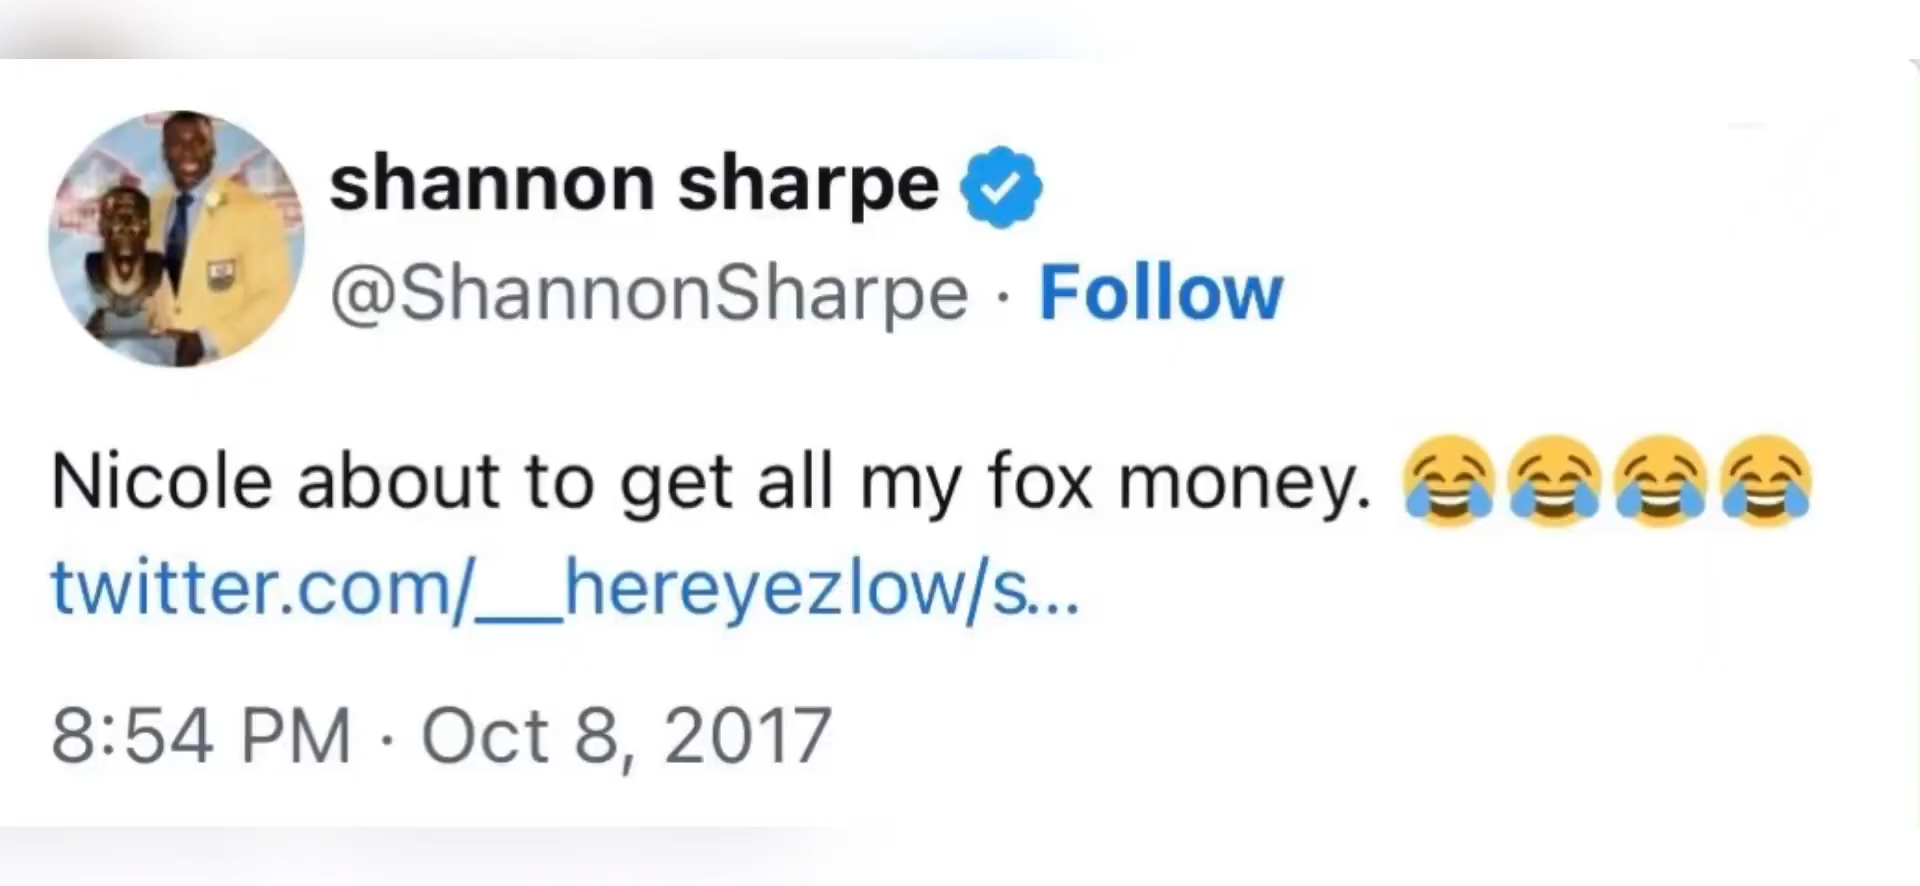 shannon sharpe
@ShannonSharpe · Follow
Nicole about to get all my fox money. 😂😂😂😂
twitter.com/__hereyezlow/s...
8:54 PM · Oct 8, 2017